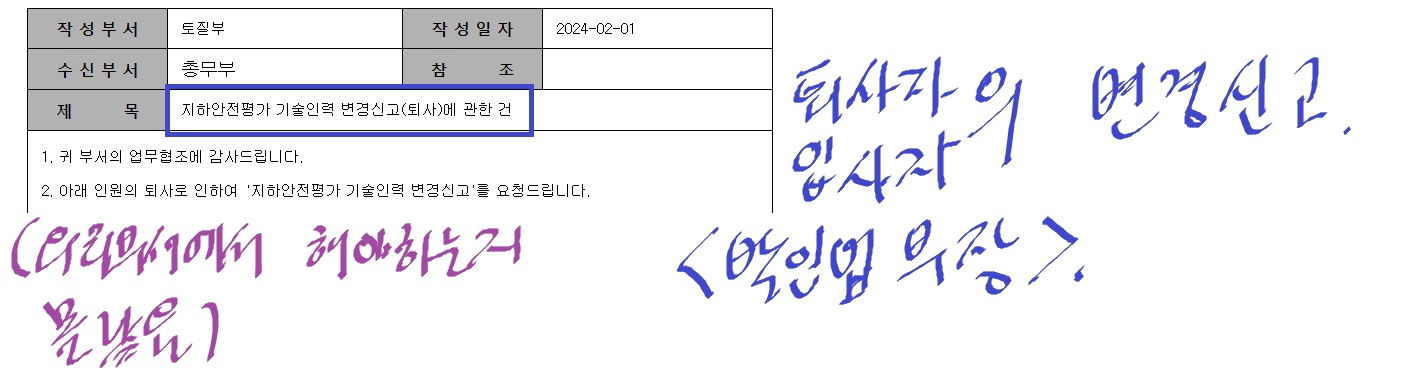 작성부서 토질부 작성일자 2024-02-01
수신부서 총무부 참 조
제 목 지하안전평가 기술인력 변경신고(퇴사)에 관한 건
1. 귀 부서의 업무협조에 감사드립니다.
2. 아래 인원의 퇴사로 인하여 '지하안전평가 기술인력 변경신고'를 요청드립니다.
퇴사자의 변경신고.
입사자
<박인엽 부장>.
(의뢰부서에서 해야하는지
몰랐음)